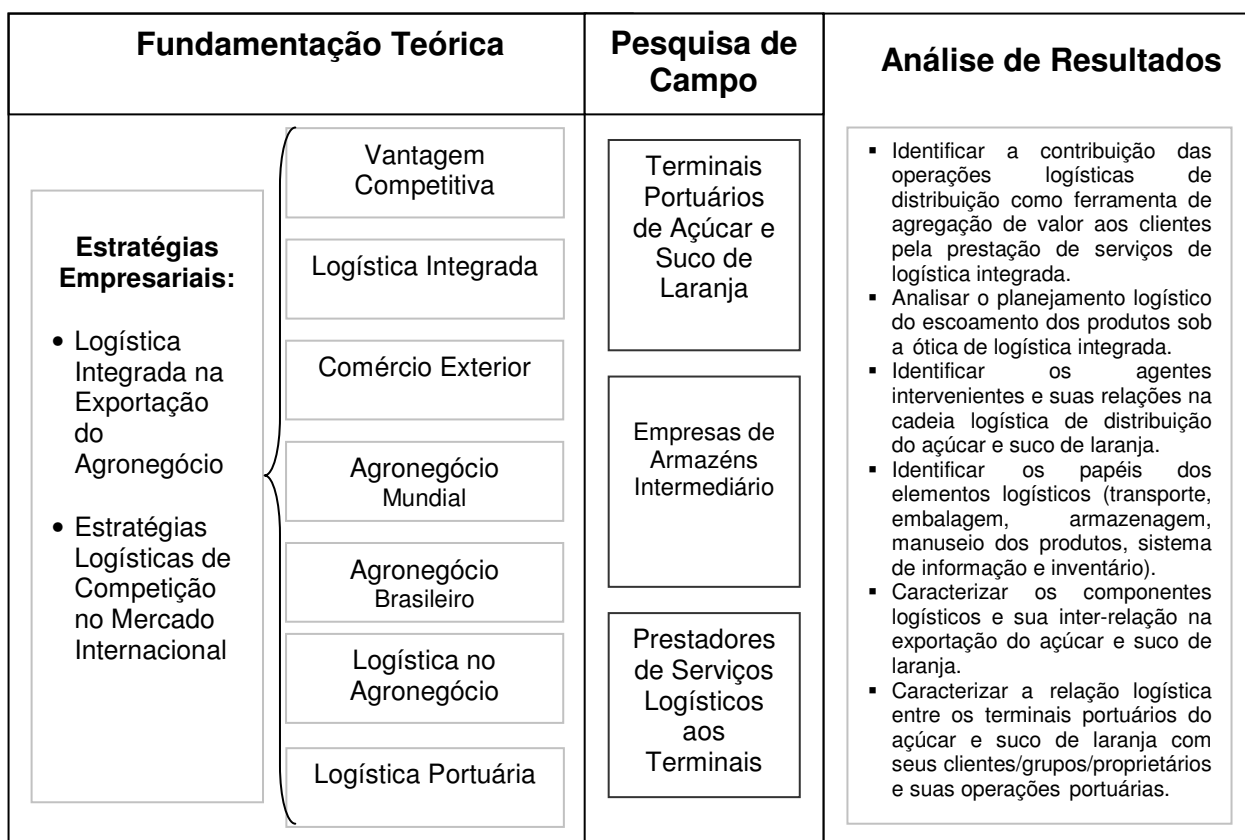 Fundamentação Teórica
Pesquisa de
Campo
Análise de Resultados
Estratégias
Empresariais:
• Logística
Integrada na
Exportação
do
Agronegócio
• Estratégias
Logísticas de
Competição
no Mercado
Internacional
Vantagem
Competitiva
Logística Integrada
Comércio Exterior
Agronegócio
Mundial
Agronegócio
Brasileiro
Logística no
Agronegócio
Logística Portuária
Terminais
Portuários
de Açúcar e
Suco de
Laranja
Empresas de
Armazéns
Intermediário
Prestadores
de Serviços
Logísticos
aos
Terminais
▪ Identificar a contribuição das
operações logísticas de
distribuição como ferramenta de
agregação de valor aos clientes
pela prestação de serviços de
logística integrada.
▪ Analisar o planejamento logístico
do escoamento dos produtos sob
a ótica de logística integrada.
▪ Identificar os agentes
intervenientes e suas relações na
cadeia logística de distribuição
do açúcar e suco de laranja.
▪ Identificar os papéis dos
elementos logísticos (transporte,
embalagem, armazenagem,
manuseio dos produtos, sistema
de informação e inventário).
▪ Caracterizar os componentes
logísticos e sua inter-relação na
exportação do açúcar e suco de
laranja.
▪ Caracterizar a relação logística
entre os terminais portuários do
açúcar e suco de laranja com
seus clientes/grupos/proprietários
e suas operações portuárias.